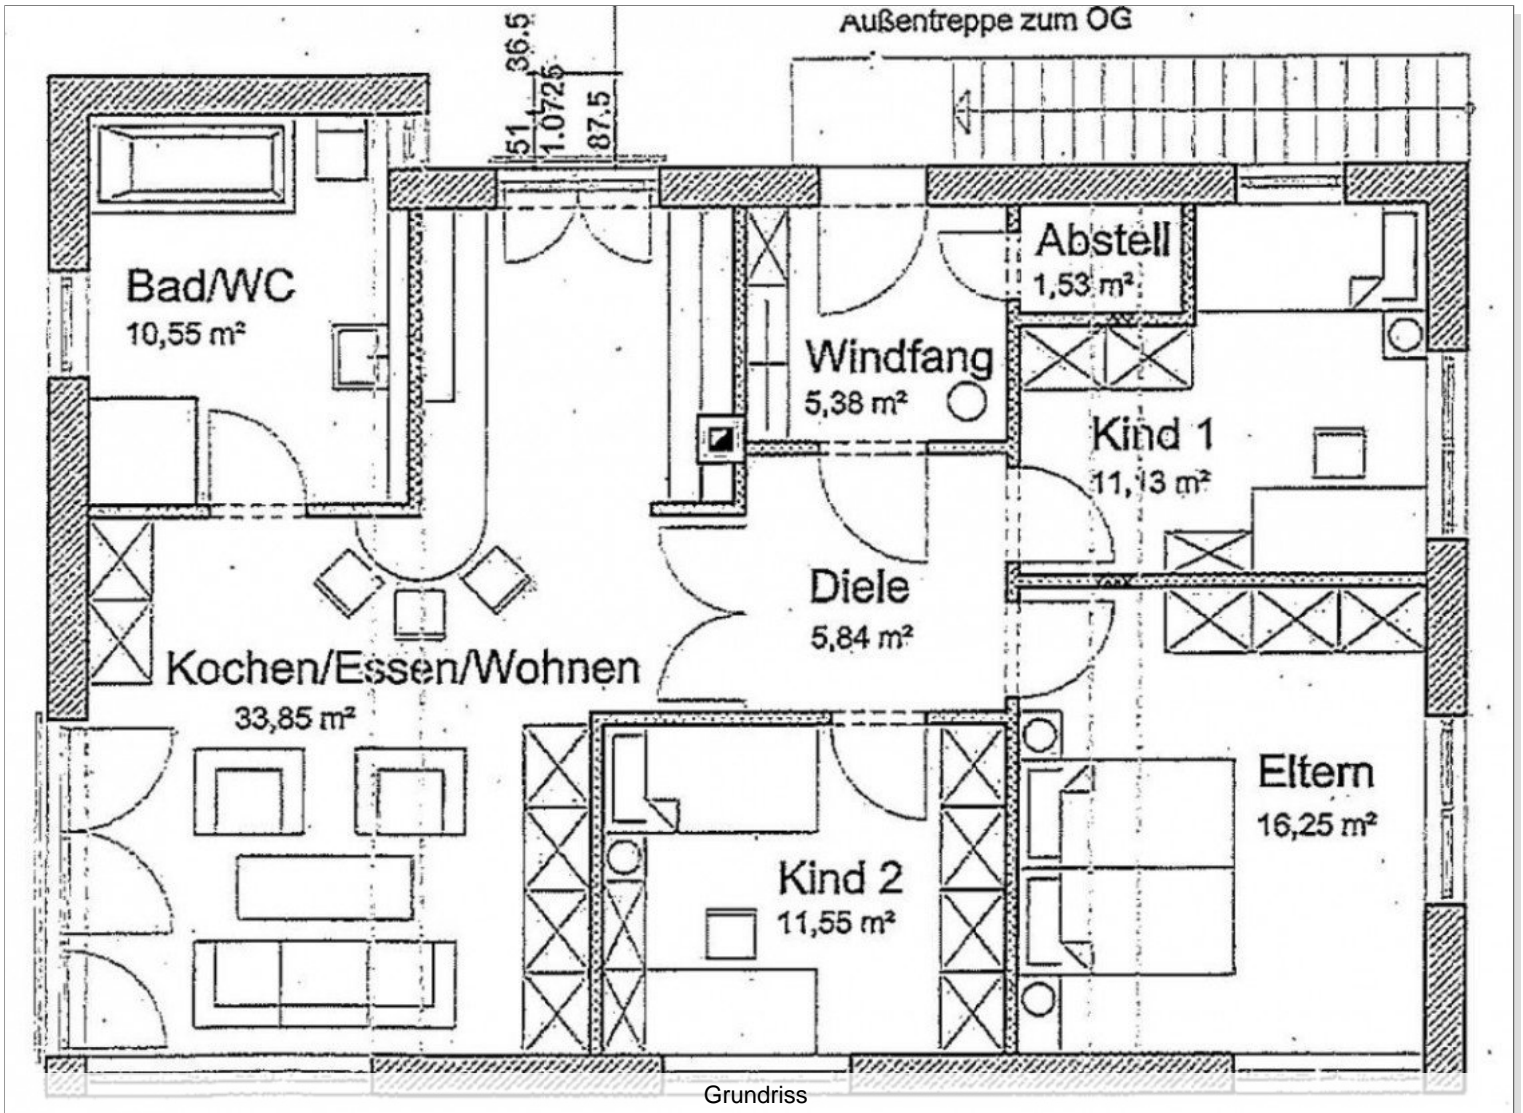 Außentreppe zum OG
51
36.5
1.0725
87.5
Bad/WC
10,55 m²
Abstell
1,53 m²
Windfang
5,38 m²
Kind 1
11,13 m²
Diele
5,84 m²
Kochen/Essen/Wohnen
33,85 m²
Eltern
16,25 m²
Kind 2
11,55 m²
Grundriss